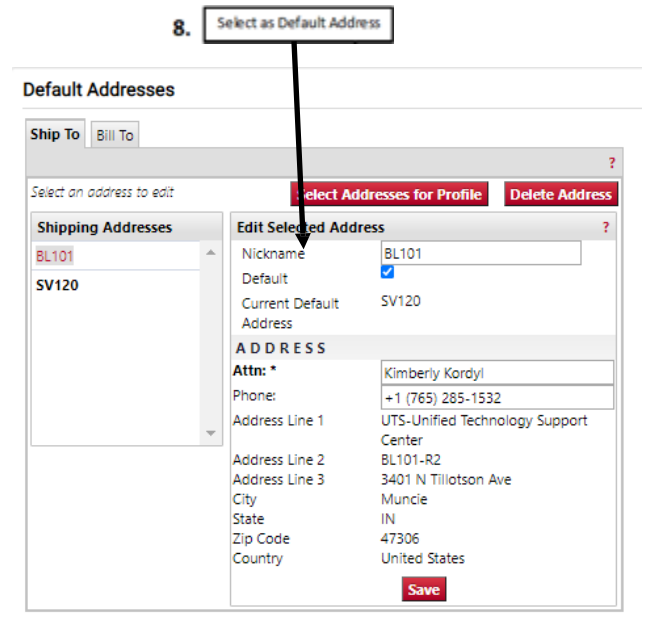 8. Select as Default Address
Default Addresses
Ship To Bill To
?
Select an address to edit Select Addresses for Profile Delete Address
Shipping Addresses
BL101
SV120
Edit Selected Address ?
Nickname BL101
Default
Current Default Address SV120
ADDRESS
Attn: * Kimberly Kordyl
Phone: +1 (765) 285-1532
Address Line 1 UTS-Unified Technology Support
Center
Address Line 2 BL101-R2
Address Line 3 3401 N Tillotson Ave
City Muncie
State IN
Zip Code 47306
Country United States
Save